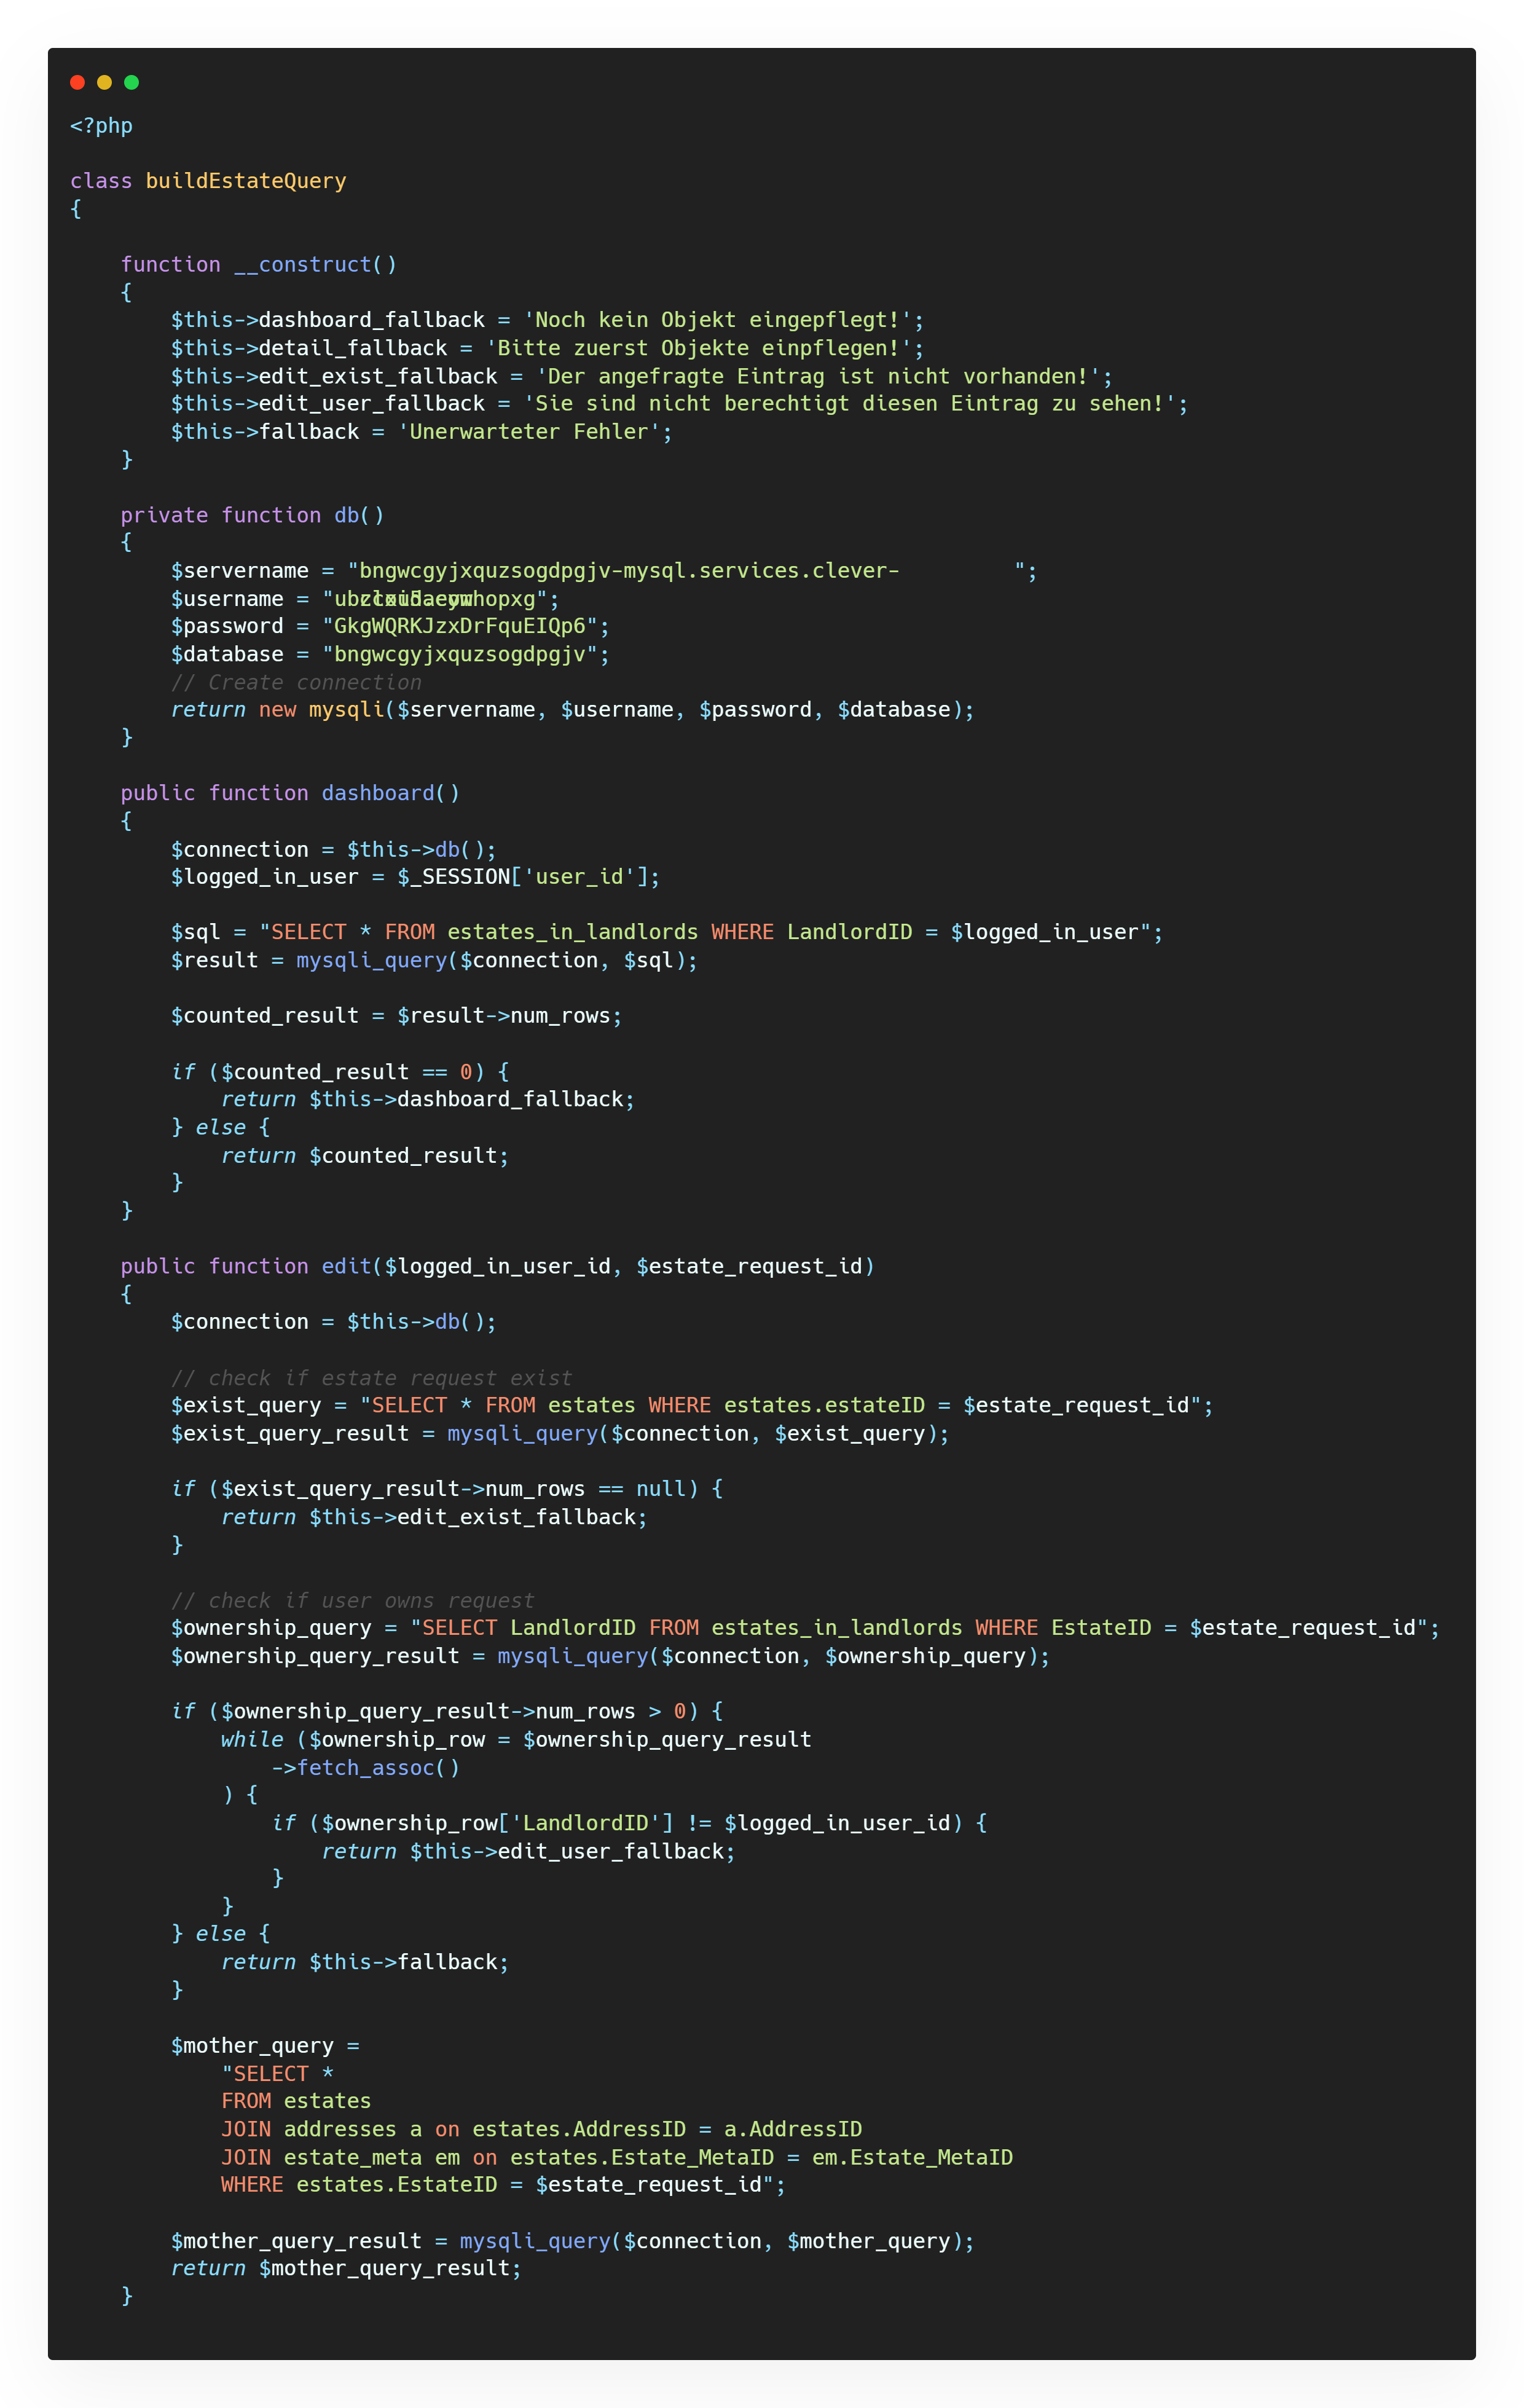 <?php
class buildEstateQuery
{
function __construct()
{
$this->dashboard_fallback = 'Noch kein Objekt eingepflegt!';
$this->detail_fallback = 'Bitte zuerst Objekte einpflegen!';
$this->edit_exist_fallback = 'Der angefragte Eintrag ist nicht vorhanden!';
$this->edit_user_fallback = 'Sie sind nicht berechtigt diesen Eintrag zu sehen!';
$this->fallback = 'Unerwarteter Fehler';
}
private function db()
{
$servername = "bngwcgyjxquzsogdpgjv-mysql.services.clever-";
$username = "";
$password = "GkgWQRKJzxDrFquEIQp6";
$database = "bngwcgyjxquzsogdpgjv";
// Create connection
return new mysqli($servername, $username, $password, $database);
}
public function dashboard()
{
$connection = $this->db();
$logged_in_user = $_SESSION['user_id'];
$sql = "SELECT * FROM estates_in_landlords WHERE LandlordID = $logged_in_user";
$result = mysqli_query($connection, $sql);
$counted_result = $result->num_rows;
if ($counted_result == 0) {
return $this->dashboard_fallback;
} else {
return $counted_result;
}
}
public function edit($logged_in_user_id, $estate_request_id)
{
$connection = $this->db();
// check if estate request exist
$exist_query = "SELECT * FROM estates WHERE estates.estateID = $estate_request_id";
$exist_query_result = mysqli_query($connection, $exist_query);
if ($exist_query_result->num_rows == null) {
return $this->edit_exist_fallback;
}
// check if user owns request
$ownership_query = "SELECT LandlordID FROM estates_in_landlords WHERE EstateID = $estate_request_id";
$ownership_query_result = mysqli_query($connection, $ownership_query);
if ($ownership_query_result->num_rows > 0) {
while ($ownership_row = $ownership_query_result
->fetch_assoc()
) {
if ($ownership_row['LandlordID'] != $logged_in_user_id) {
return $this->edit_user_fallback;
}
}
} else {
return $this->fallback;
}
$mother_query =
"SELECT *
FROM estates
JOIN addresses a on estates.AddressID = a.AddressID
JOIN estate_meta em on estates.Estate_MetaID = em.Estate_MetaID
WHERE estates.EstateID = $estate_request_id";
$mother_query_result = mysqli_query($connection, $mother_query);
return $mother_query_result;
}